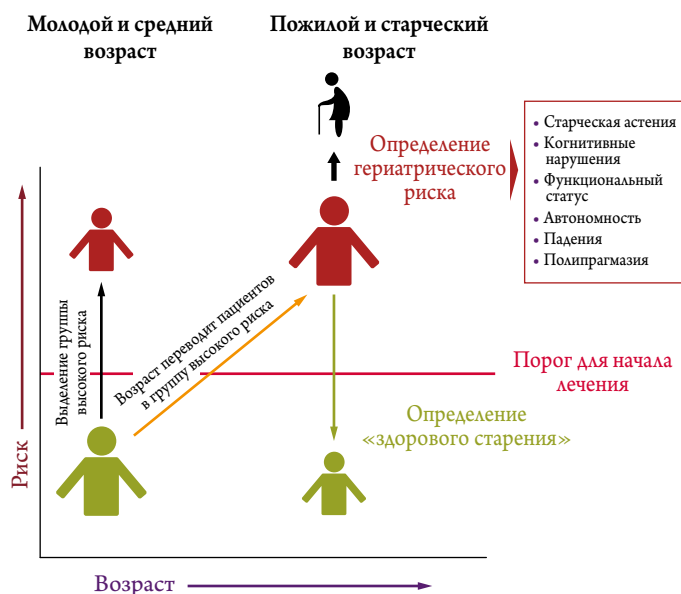 Молодой и средний
возраст
Пожилой и старческий
возраст
Определение
гериатрического
риска
• Старческая астения
• Когнитивные
нарушения
• Функциональный
статус
• Автономность
• Падения
• Полипрагмазия
Выделение группы
высокого риска
Возраст переводит пациентов
в группу высокого риска
Порог для начала
лечения
Определение
«здорового старения»
Риск
Возраст